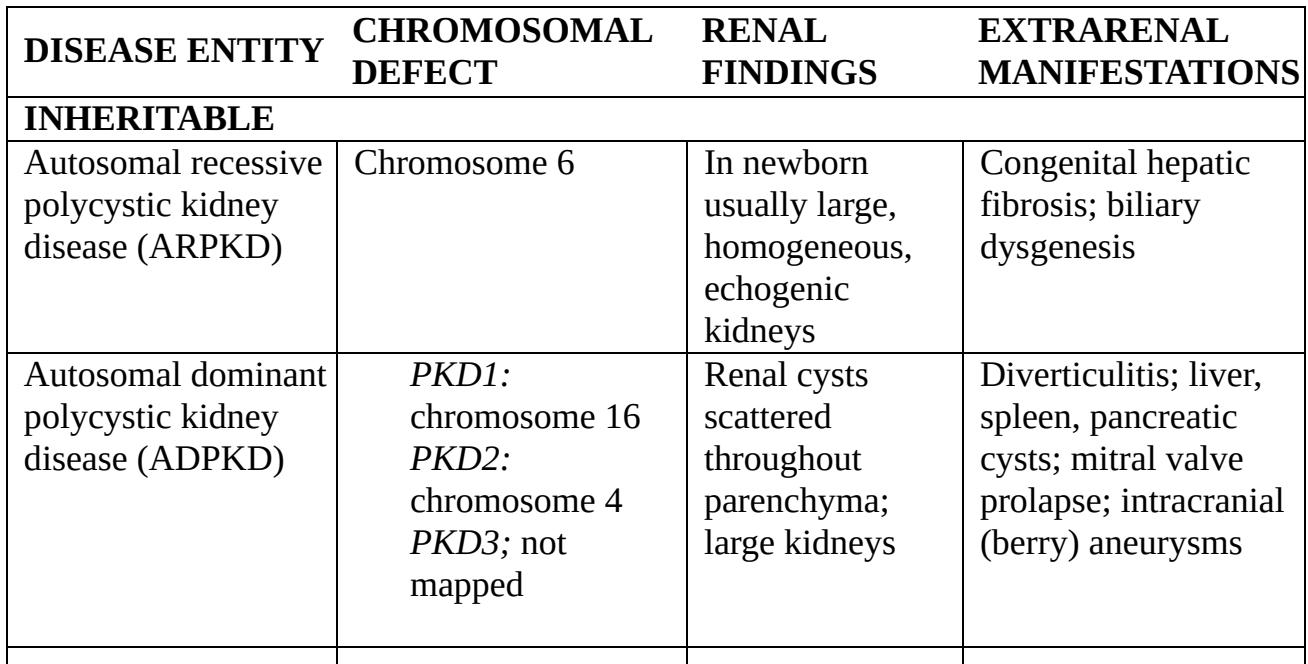 DISEASE ENTITY
CHROMOSOMAL
DEFECT
RENAL
FINDINGS
EXTRARENAL
MANIFESTATIONS
INHERITABLE
Autosomal recessive
polycystic kidney
disease (ARPKD)
Chromosome 6
In newborn
usually large,
homogeneous,
echogenic
kidneys
Congenital hepatic
fibrosis; biliary
dysgenesis
Autosomal dominant
polycystic kidney
disease (ADPKD)
PKD1:
chromosome 16
PKD2:
chromosome 4
PKD3; not
mapped
Renal cysts
scattered
throughout
parenchyma;
large kidneys
Diverticulitis; liver,
spleen, pancreatic
cysts; mitral valve
prolapse; intracranial
(berry) aneurysms